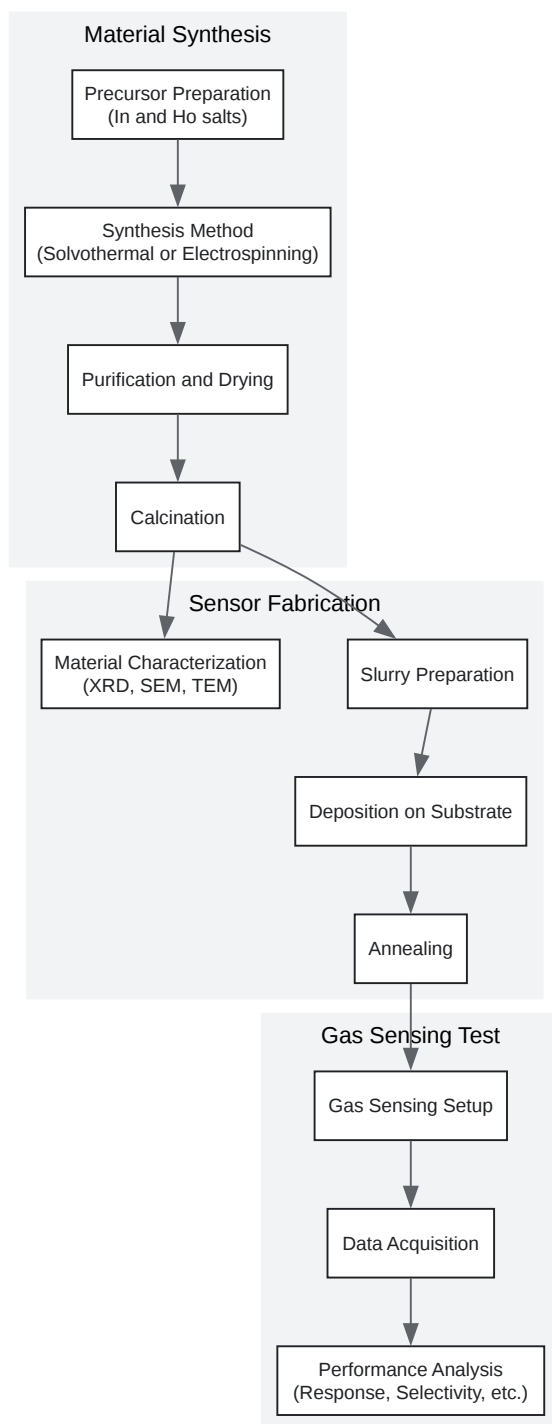 Material Synthesis
Precursor Preparation
(In and Ho salts)
Synthesis Method
(Solvothermal or Electrospinning)
Purification and Drying
Calcination
Sensor Fabrication
Material Characterization
(XRD, SEM, TEM)
Slurry Preparation
Deposition on Substrate
Annealing
Gas Sensing Test
Gas Sensing Setup
Data Acquisition
Performance Analysis
(Response, Selectivity, etc.)